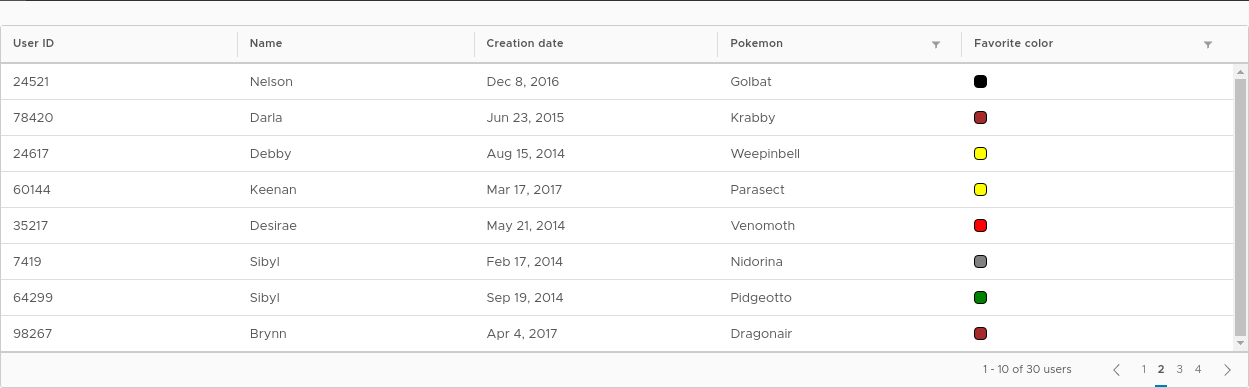 User ID Name Creation date Pokemon Favorite color
24521 Nelson Dec 8, 2016 Golbat
78420 Darla Jun 23, 2015 Krabby
24617 Debby Aug 15, 2014 Weepinbell
60144 Keenan Mar 17, 2017 Parasect
35217 Desirae May 21, 2014 Venomoth
7419 Sibyl Feb 17, 2014 Nidorina
64299 Sibyl Sep 19, 2014 Pidgeotto
98267 Brynn Apr 4, 2017 Dragonair
1 - 10 of 30 users 1 2 3 4